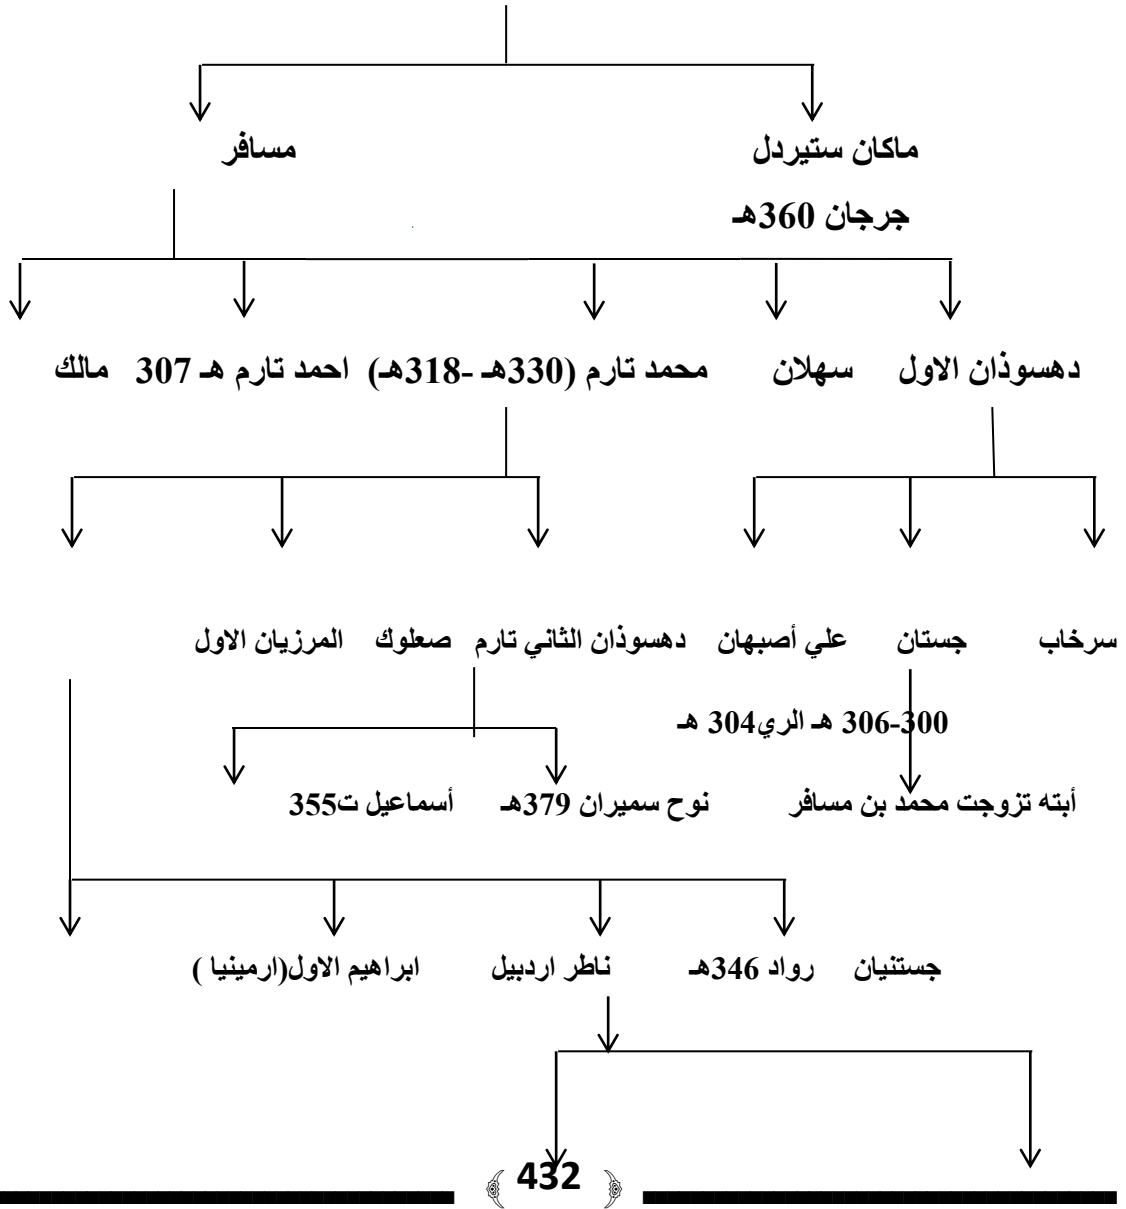 ماكان ستيردل مسافر
جرجان 360هـ
دهسوذان الاول سهلان محمد تارم (330هـ -318هـ) احمد تارم هـ 307 مالك
سرخاب جستان علي أصبهان دهسوذان الثاني تارم صعلوك المرزبان الاول
300-306 هـ الري304 هـ
أبته تزوجت محمد بن مسافر نوح سميران 379هـ أسماعيل ت355
جستنيان رواد 346هـ ناطر اردبيل ابراهيم الاول(ارمينيا )
432